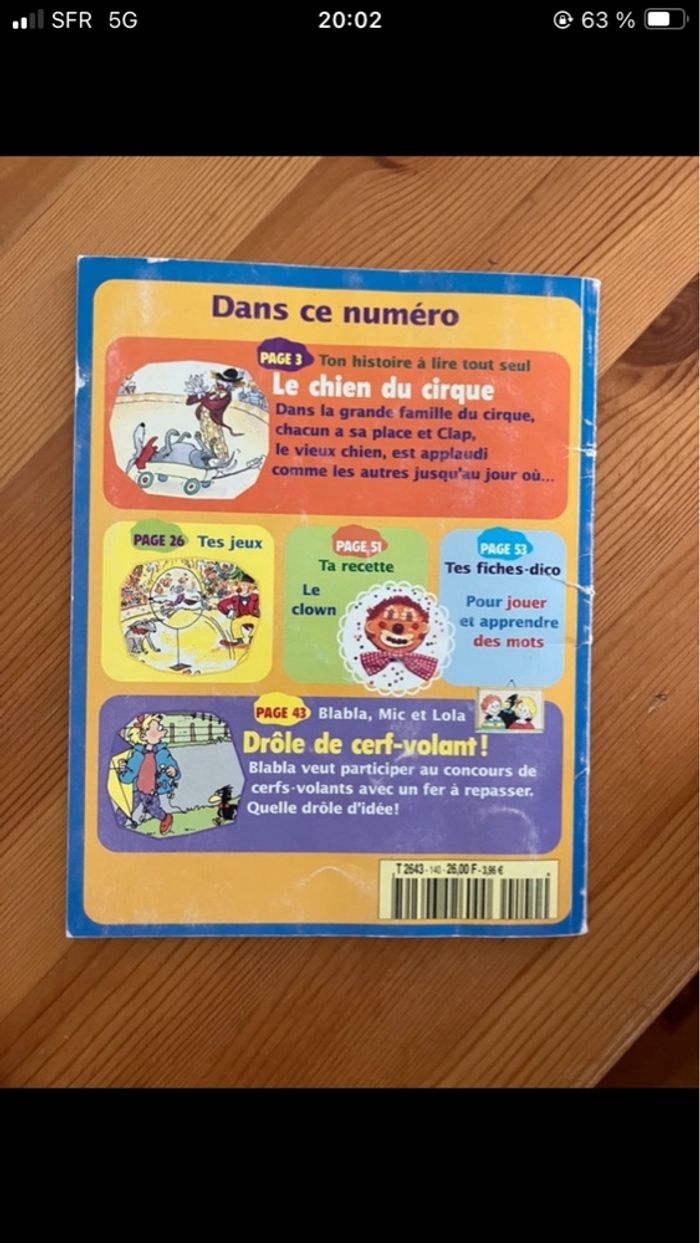 SFR 5G
20:02
63 %
Dans ce numéro
PAGE 3 Ton histoire à lire tout seul
Le chien du cirque
Dans la grande famille du cirque,
chacun a sa place et Clap,
le vieux chien, est applaudi
comme les autres jusqu'au jour où...
PAGE 26 Tes jeux
PAGE 51
Ta recette
Le
clown
PAGE 53
Tes fiches-dico
Pour jouer
et apprendre
des mots
PAGE 43 Blabla, Mic et Lola
Drôle de cerf-volant!
Blabla veut participer au concours de
cerfs-volants avec un fer à repasser.
Quelle drôle d'idée!
T 2643 - 140 - 26,00 F - 3,96 €